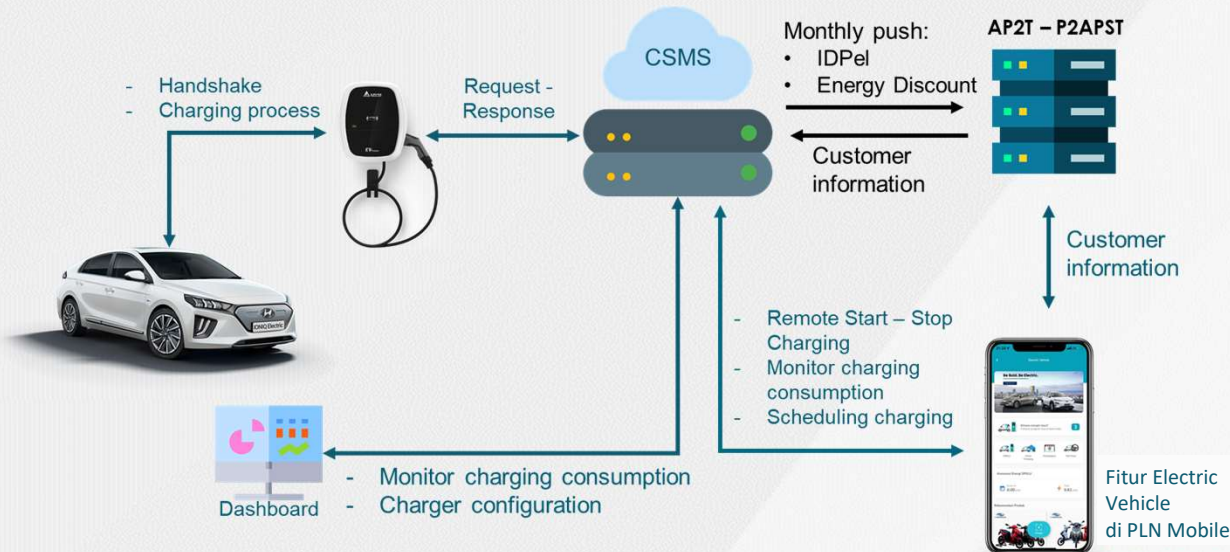 Monthly push:
• IDPel
• Energy Discount
AP2T – P2APST
CSMS
- Handshake
- Charging process
Request -
Response
Customer
information
Customer
information
IONIQ Electric
- Remote Start – Stop
Charging
- Monitor charging
consumption
- Scheduling charging
Dashboard
- Monitor charging consumption
- Charger configuration
Fitur Electric
Vehicle
di PLN Mobile